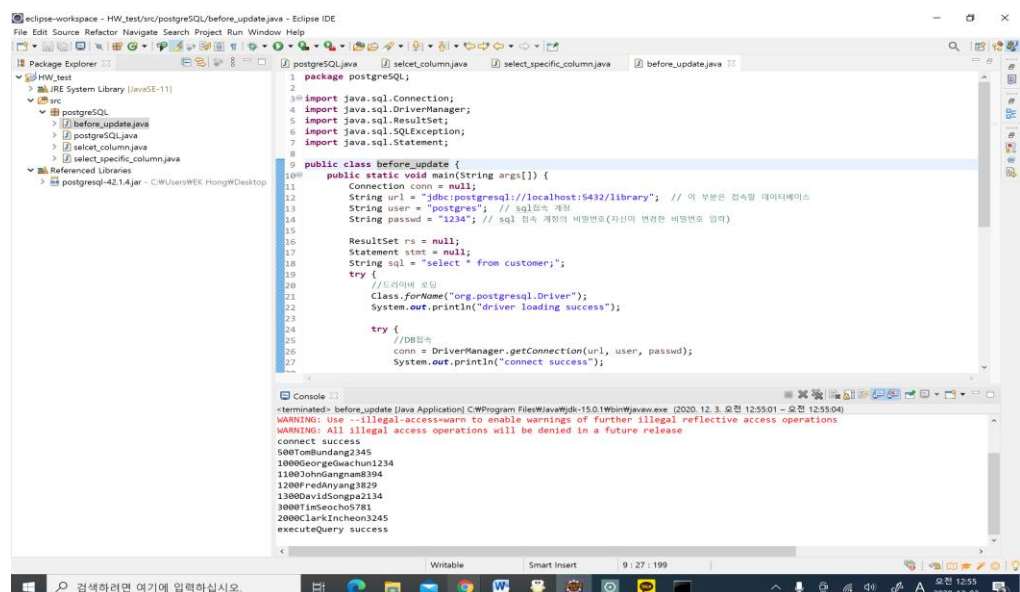 eclipse-workspace - HW_test/src/postgreSQL/before_update.java - Eclipse IDE
File Edit Source Refactor Navigate Search Project Run Window Help
Package Explorer
HW_test
JRE System Library [JavaSE-11]
src
postgreSQL
before_update.java
postgreSQL.java
selcet_column.java
select_specific_column.java
Referenced Libraries
postgresql-42.1.4.jar - C:₩Users₩EK Hong₩Desktop
postgreSQL.java selcet_column.java select_specific_column.java before_update.java
1 package postgreSQL;
2
3 import java.sql.Connection;
4 import java.sql.DriverManager;
5 import java.sql.ResultSet;
6 import java.sql.SQLException;
7 import java.sql.Statement;
8
9 public class before_update {
10 public static void main(String args[]) {
11 Connection conn = null;
12 String url = "jdbc:postgresql://localhost:5432/library"; // 이 부분은 접속할 데이터베이스
13 String user = "postgres"; // sql접속 계정
14 String passwd = "1234"; // sql 접속 계정의 비밀번호(자신이 변경한 비밀번호 입력)
15
16 ResultSet rs = null;
17 Statement stmt = null;
18 String sql = "select * from customer;";
19 try {
20 //드라이버 로딩
21 Class.forName("org.postgresql.Driver");
22 System.out.println("driver loading success");
23
24 try {
25 //DB접속
26 conn = DriverManager.getConnection(url, user, passwd);
27 System.out.println("connect success");
Console
<terminated> before_update [Java Application] C:₩Program Files₩Java₩jdk-15.0.1₩bin₩javaw.exe (2020. 12. 3. 오전 12:55:01 – 오전 12:55:04)
WARNING: Use --illegal-access=warn to enable warnings of further illegal reflective access operations
WARNING: All illegal access operations will be denied in a future release
connect success
500TomBundang2345
1000GeorgeGwachun1234
1100JohnGangnam8394
1200FredAnyang3829
1300DavidSongpa2134
3000TimSeocho5781
2000ClarkIncheon3245
executeQuery success
Writable Smart Insert 9 : 27 : 199
검색하려면 여기에 입력하십시오.
A 오전 12:55